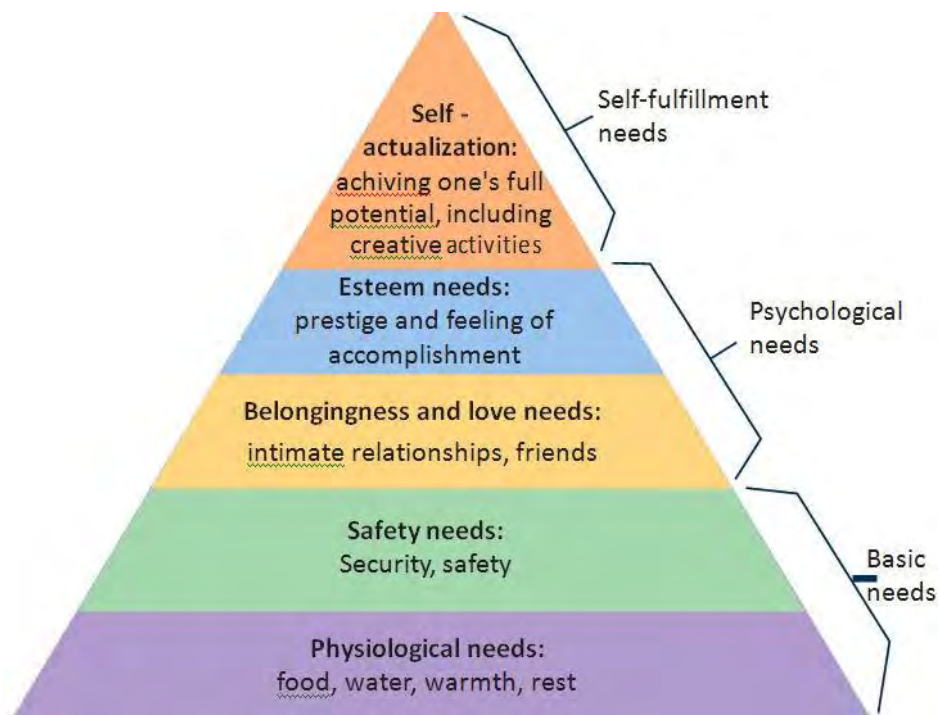 Self -
actualization:
achiving one's full
potential, including
creative activities
Self-fulfillment
needs
Esteem needs:
prestige and feeling of
accomplishment
Psychological
needs
Belongingness and love needs:
intimate relationships, friends
Safety needs:
Security, safety
Basic
needs
Physiological needs:
food, water, warmth, rest